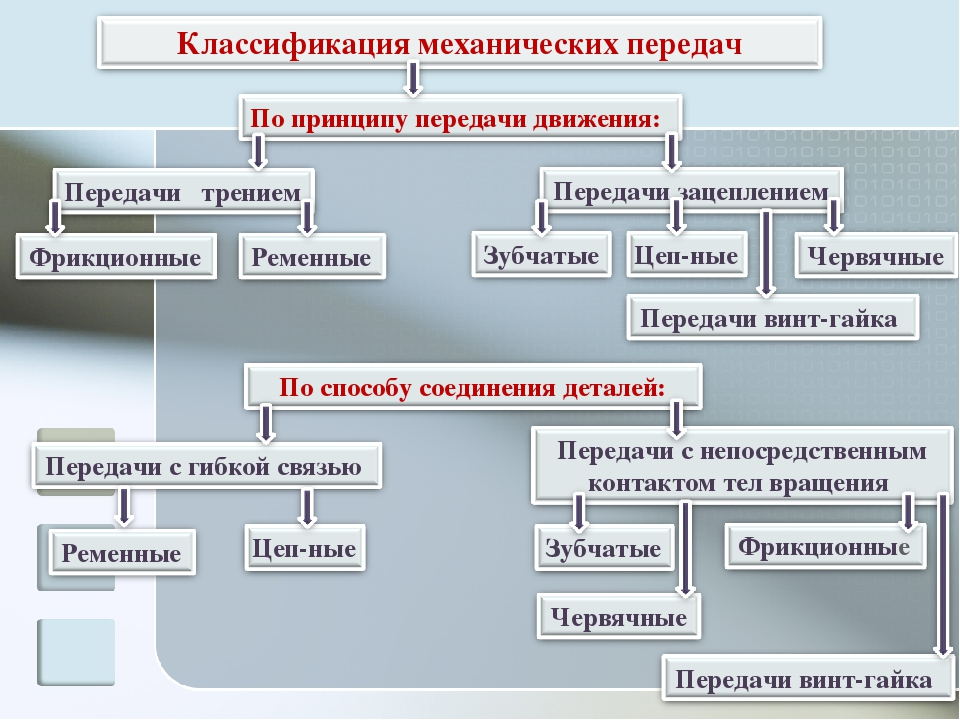 Классификация механических передач
По принципу передачи движения:
Передачи трением
Передачи зацеплением
Фрикционные
Ременные
Зубчатые
Цеп-ные
Червячные
Передачи винт-гайка
По способу соединения деталей:
Передачи с гибкой связью
Передачи с непосредственным
контактом тел вращения
Ременные
Цеп-ные
Зубчатые
Фрикционные
Червячные
Передачи винт-гайка